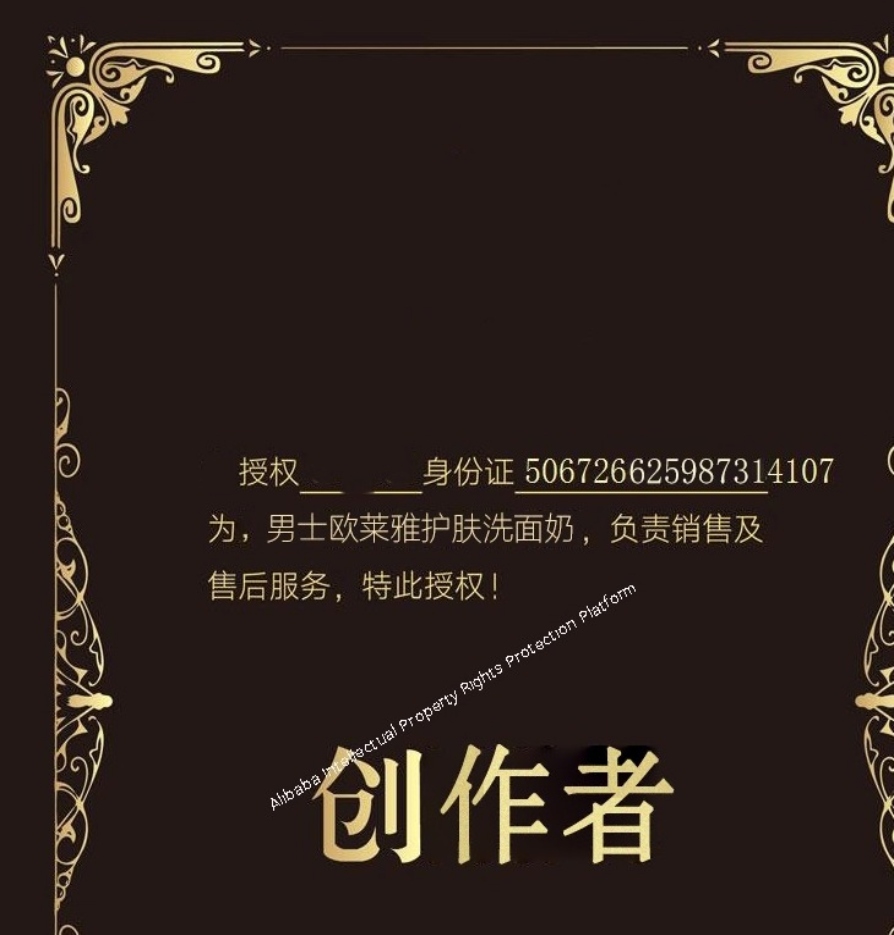 授权 身份证 506726625987314107
为，男士欧莱雅护肤洗面奶，负责销售及
售后服务，特此授权！
Alibaba Intellectual Property Rights Protection Platform
创作者